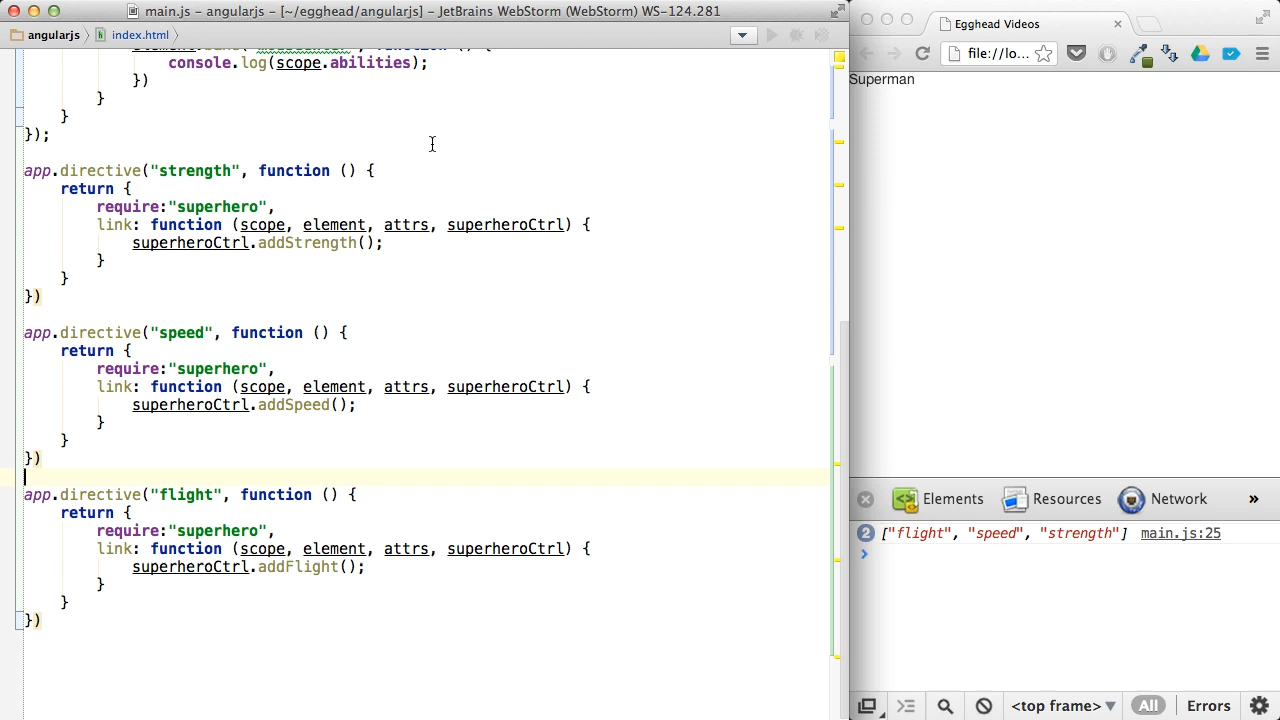 main.js - angularjs - [~/egghead/angularjs] - JetBrains WebStorm (WebStorm) WS-124.281
angularjs
index.html
console.log(scope.abilities);
})
}
}
});
app.directive("strength", function () {
return {
require:"superhero",
link: function (scope, element, attrs, superheroCtrl) {
superheroCtrl.addStrength();
}
}
})
app.directive("speed", function () {
return {
require:"superhero",
link: function (scope, element, attrs, superheroCtrl) {
superheroCtrl.addSpeed();
}
}
})
app.directive("flight", function () {
return {
require:"superhero",
link: function (scope, element, attrs, superheroCtrl) {
superheroCtrl.addFlight();
}
}
})
Egghead Videos
file://lo...
Superman
Elements
Resources
Network
»
2 ["flight", "speed", "strength"] main.js:25
<top frame>
All
Errors